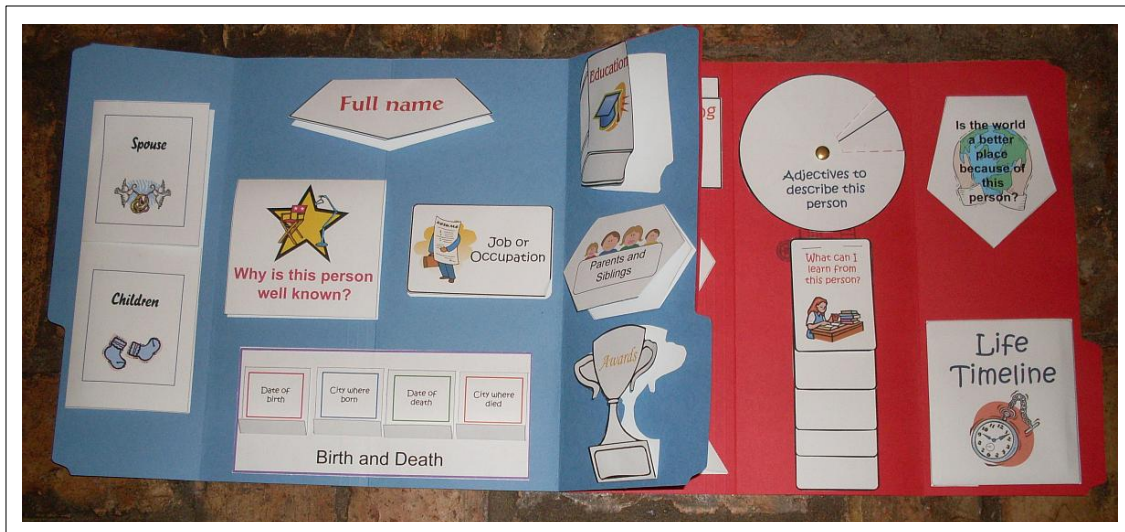 Spouse
Children
Full name
Why is this person
well known?
Job or
Occupation
Date of
birth
City where
born
Date of
death
City where
died
Birth and Death
Education
Parents and
Siblings
Awards
Adjectives to
describe this
person
What can I
learn from
this person?
Is the world
a better
place
because of
this
person?
Life
Timeline